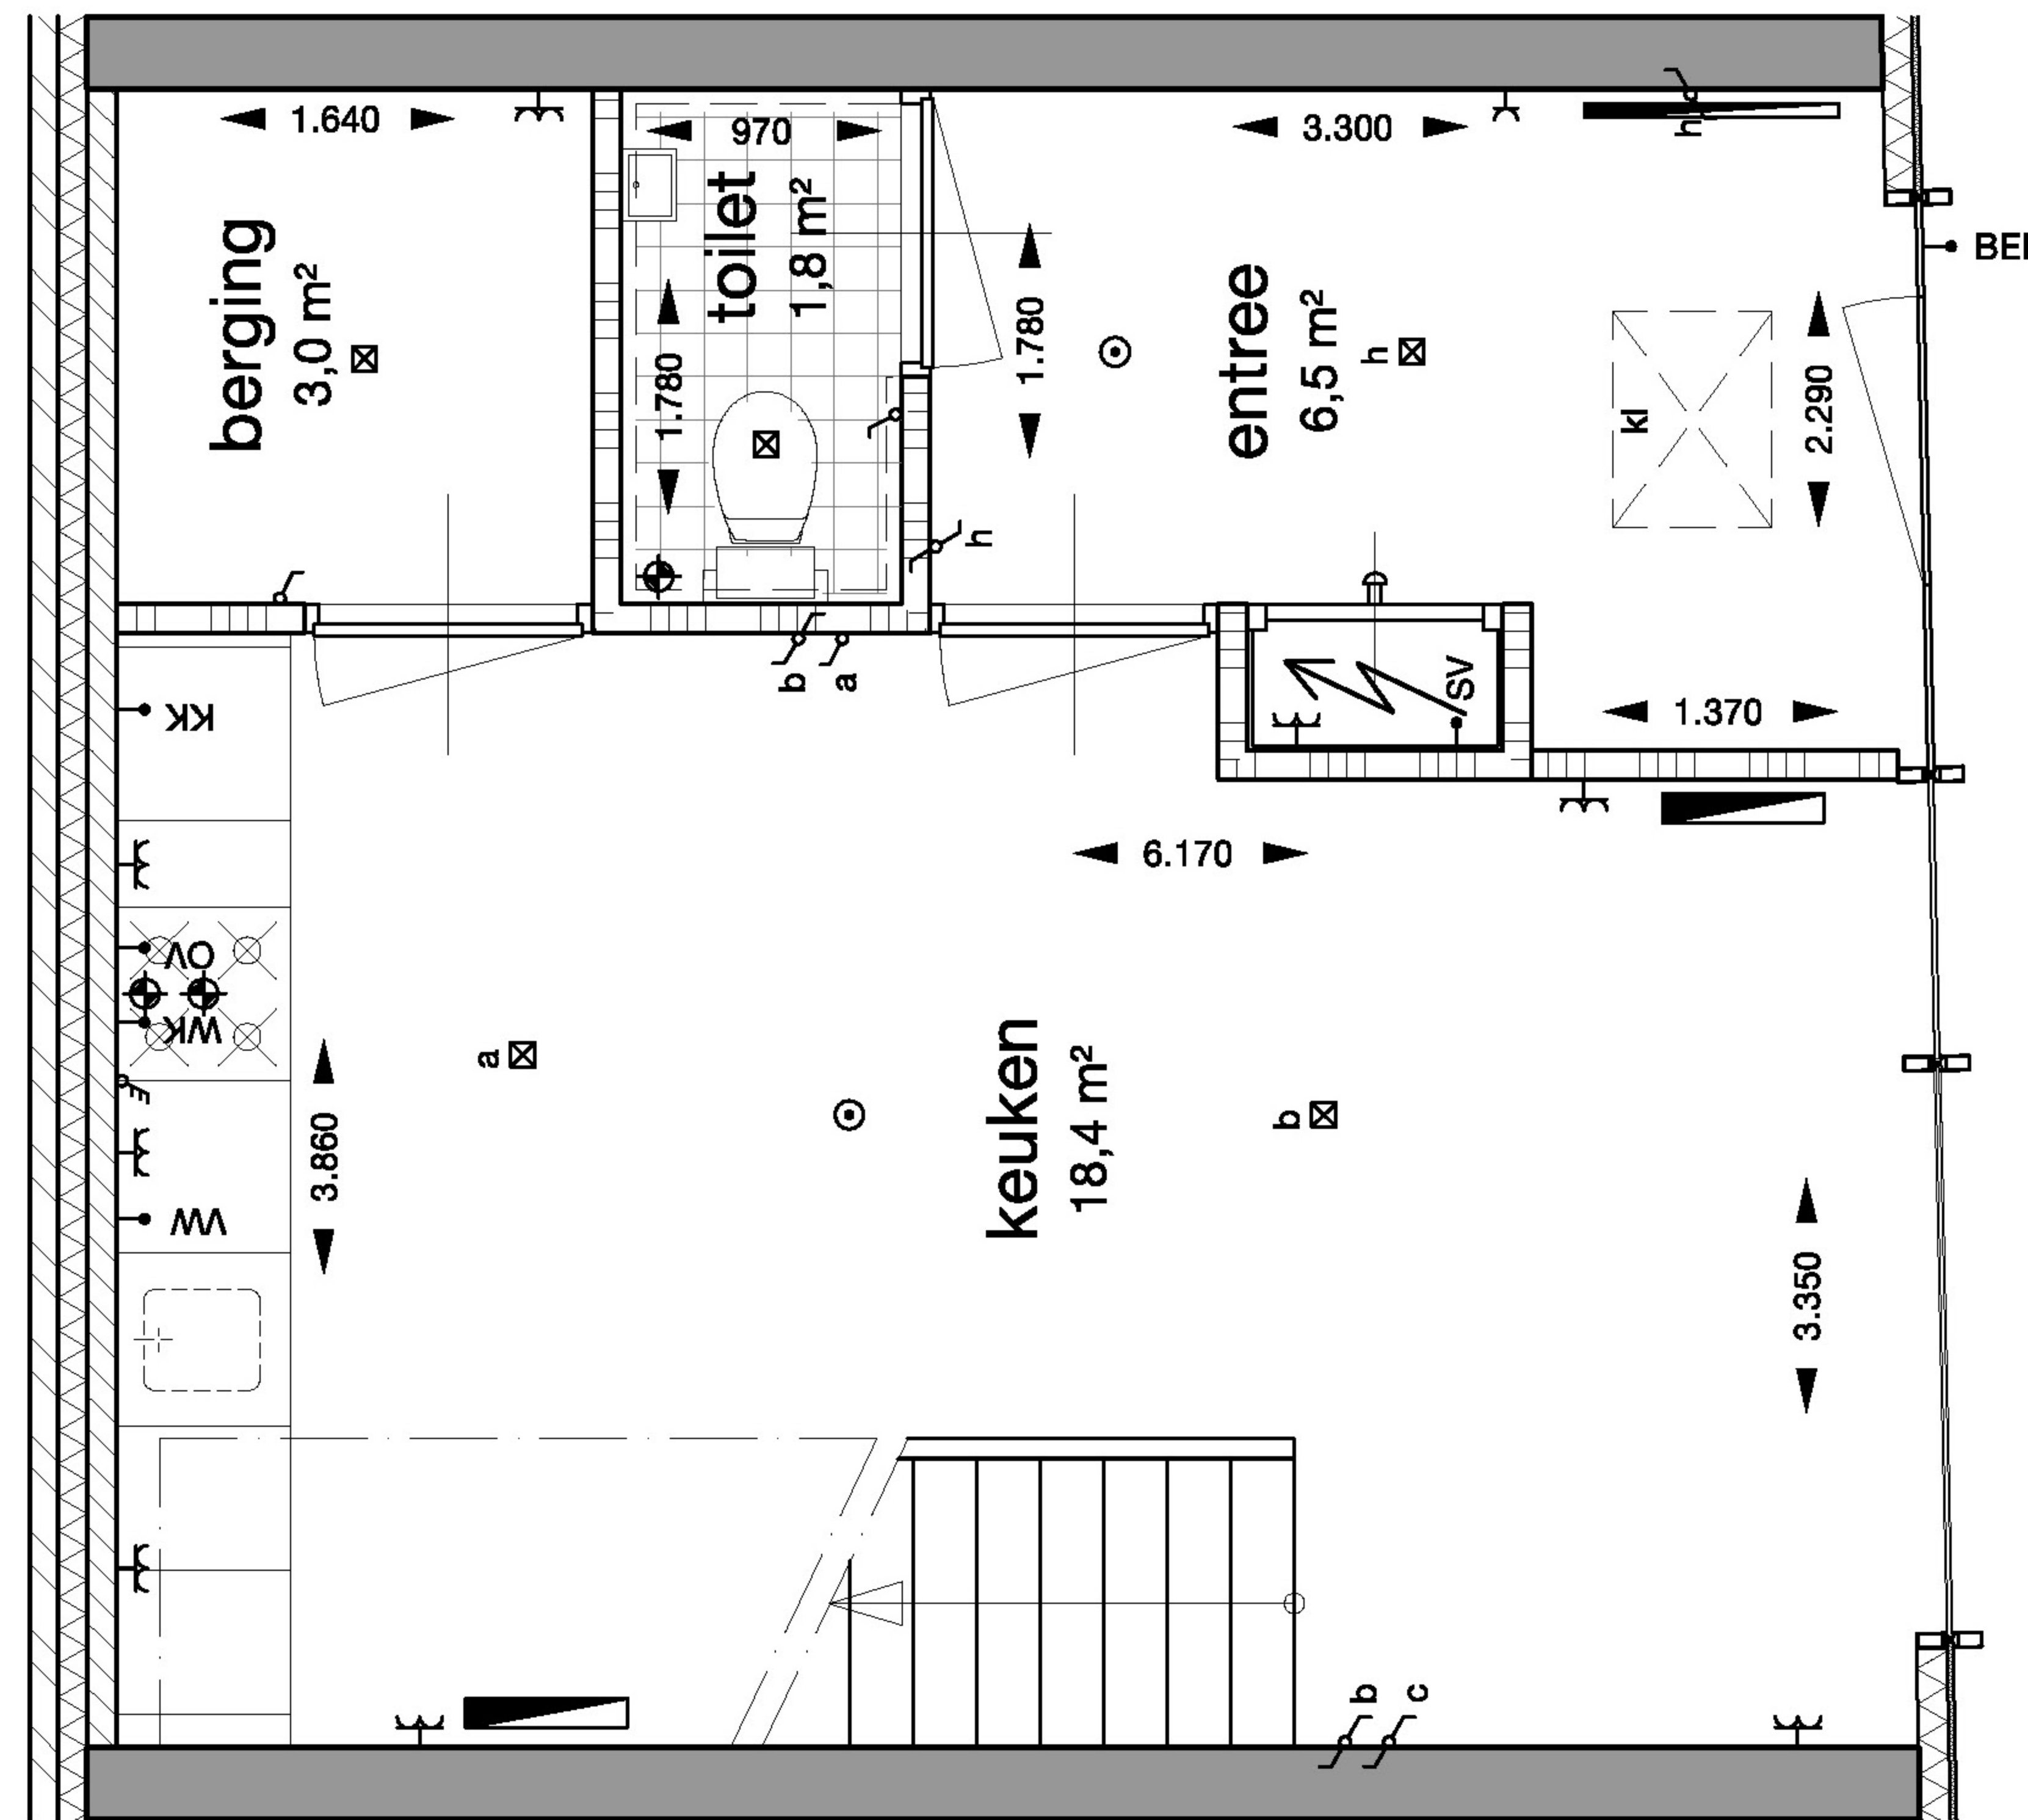 1.640
970
3.300
h
BEI
berging
3,0 m²
toilet
1,8 m²
1.780
1.780
entree
6,5 m²
h
kl
2.290
h
b
a
SV
1.370
KK
6.170
OV
WK
a
3.860
keuken
18,4 m²
b
VW
3.350
b
c